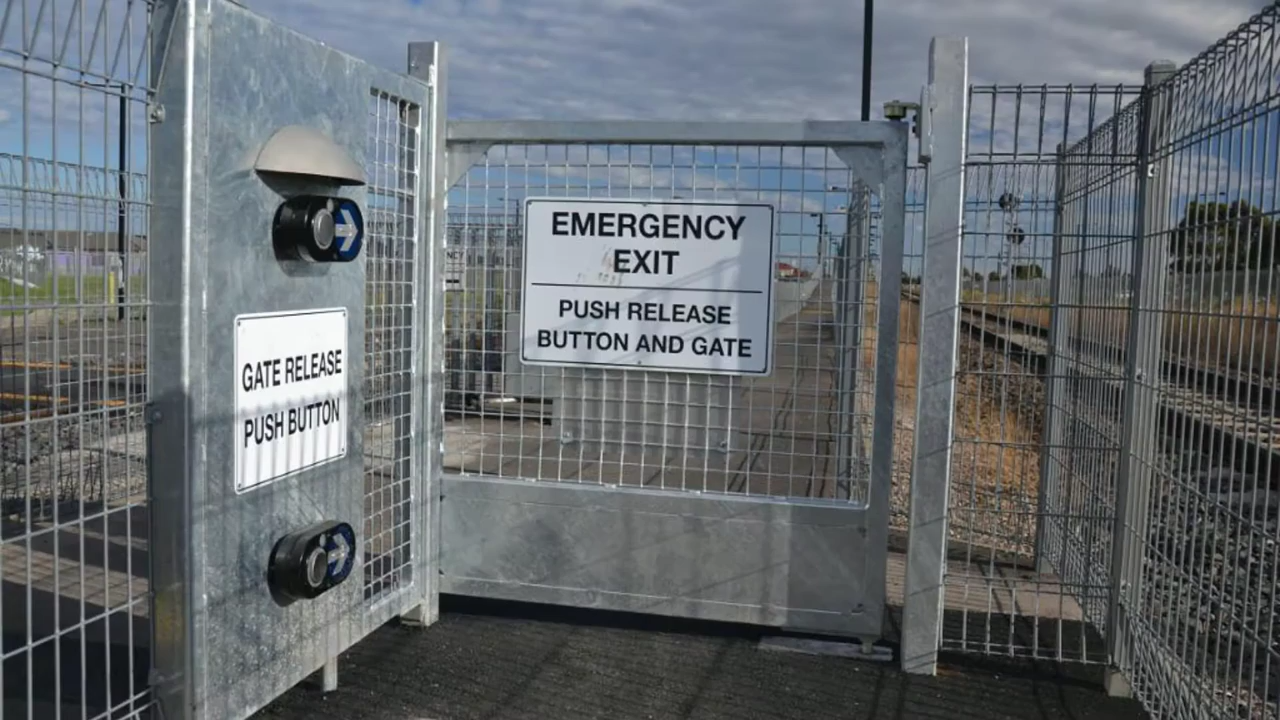 EMERGENCY
EXIT
PUSH RELEASE
BUTTON AND GATE
GATE RELEASE
PUSH BUTTON